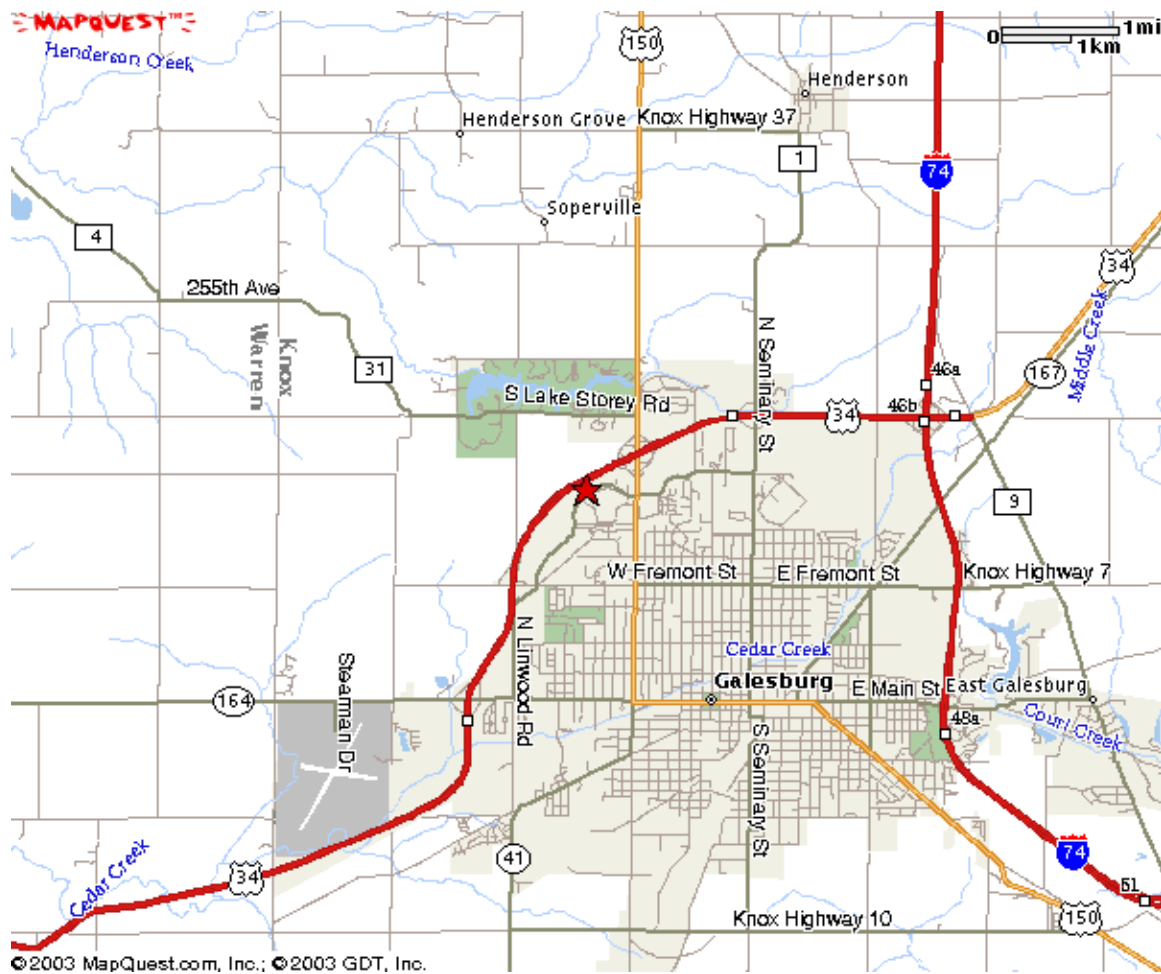 MAPQUEST™
Henderson Creek
150
0 1mi
1km
Henderson
Henderson Grove
Knox Highway 37
1
74
Soperville
4
34
255th Ave
Knox
Warren
N Seminary St
Middle Creek
31
46a
167
S Lake Storey Rd
46b
34
9
W Fremont St
E Fremont St
Knox Highway 7
N Linwood Rd
Cedar Creek
Stearman Dr
164
Galesburg
E Main St
East Galesburg
48a
Court Creek
S Seminary St
41
74
34
Cedar Creek
51
Knox Highway 10
150
©2003 MapQuest.com, Inc.; ©2003 GDT, Inc.